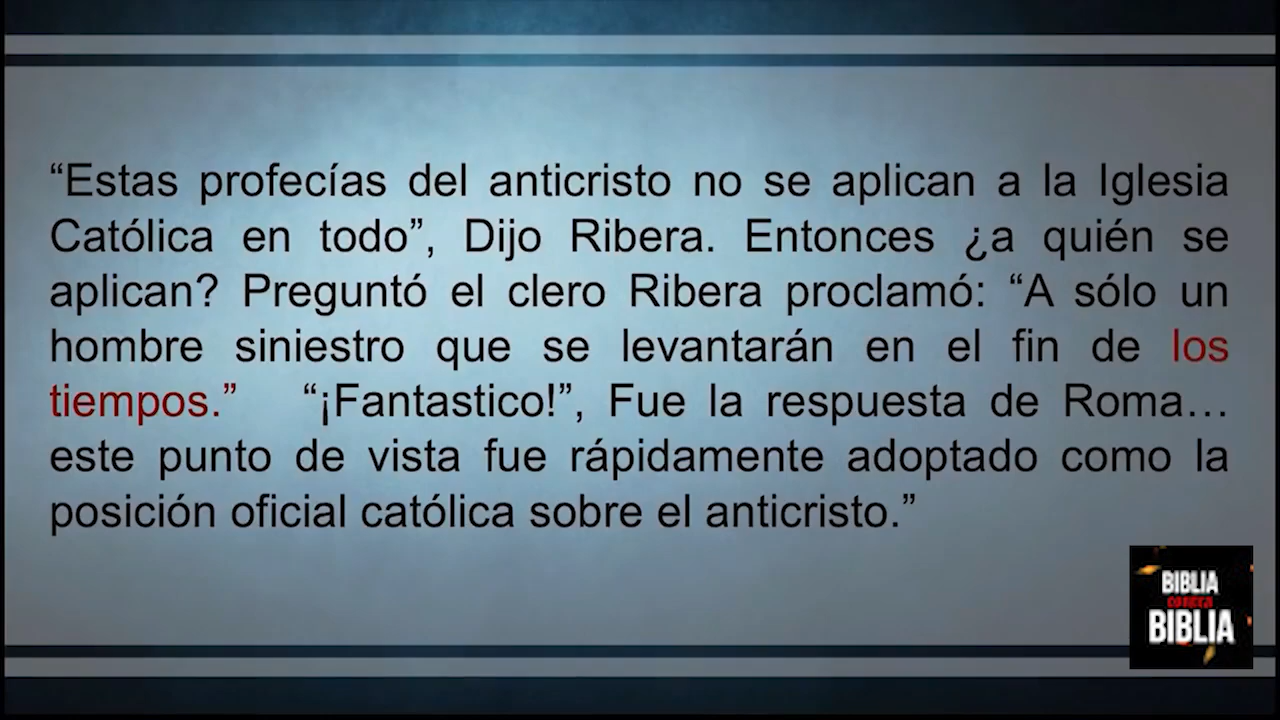 “Estas profecías del anticristo no se aplican a la Iglesia
Católica en todo”, Dijo Ribera. Entonces ¿a quién se
aplican? Preguntó el clero Ribera proclamó: “A sólo un
hombre siniestro que se levantarán en el fin de los
tiempos.” “¡Fantastico!”, Fue la respuesta de Roma…
este punto de vista fue rápidamente adoptado como la
posición oficial católica sobre el anticristo.”
BIBLIA
BIBLIA